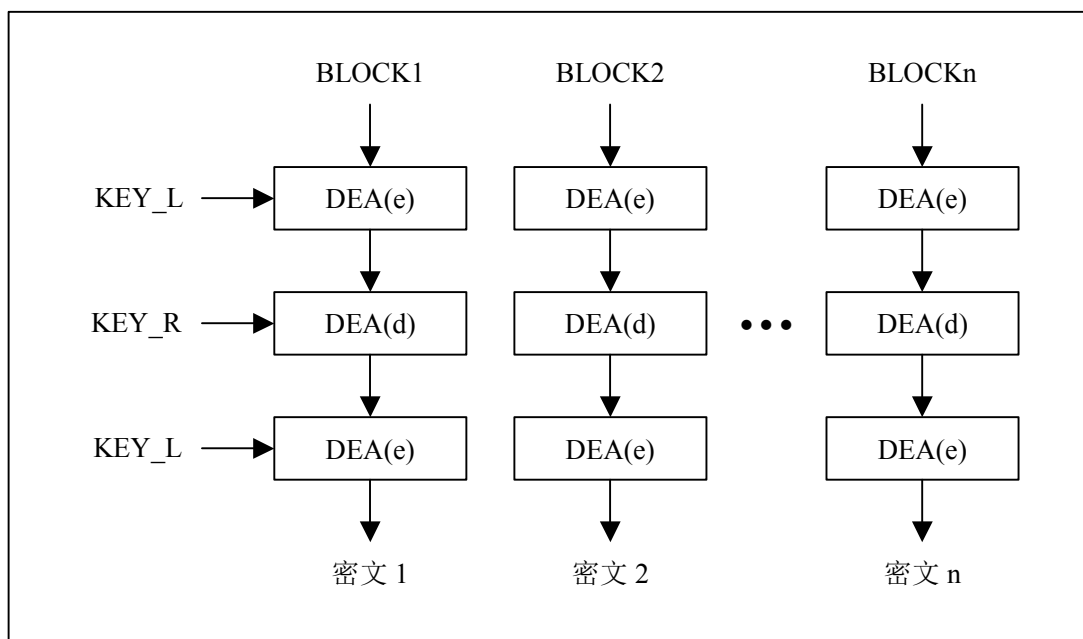 BLOCK1 BLOCK2 BLOCKn
KEY_L DEA(e) DEA(e) DEA(e)
KEY_R DEA(d) DEA(d) ••• DEA(d)
KEY_L DEA(e) DEA(e) DEA(e)
密文 1 密文 2 密文 n